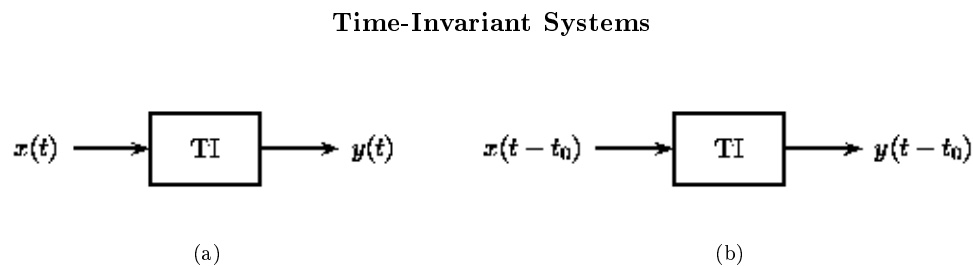 Time-Invariant Systems
x(t) TI y(t) x(t − t₀) TI y(t − t₀)
(a) (b)